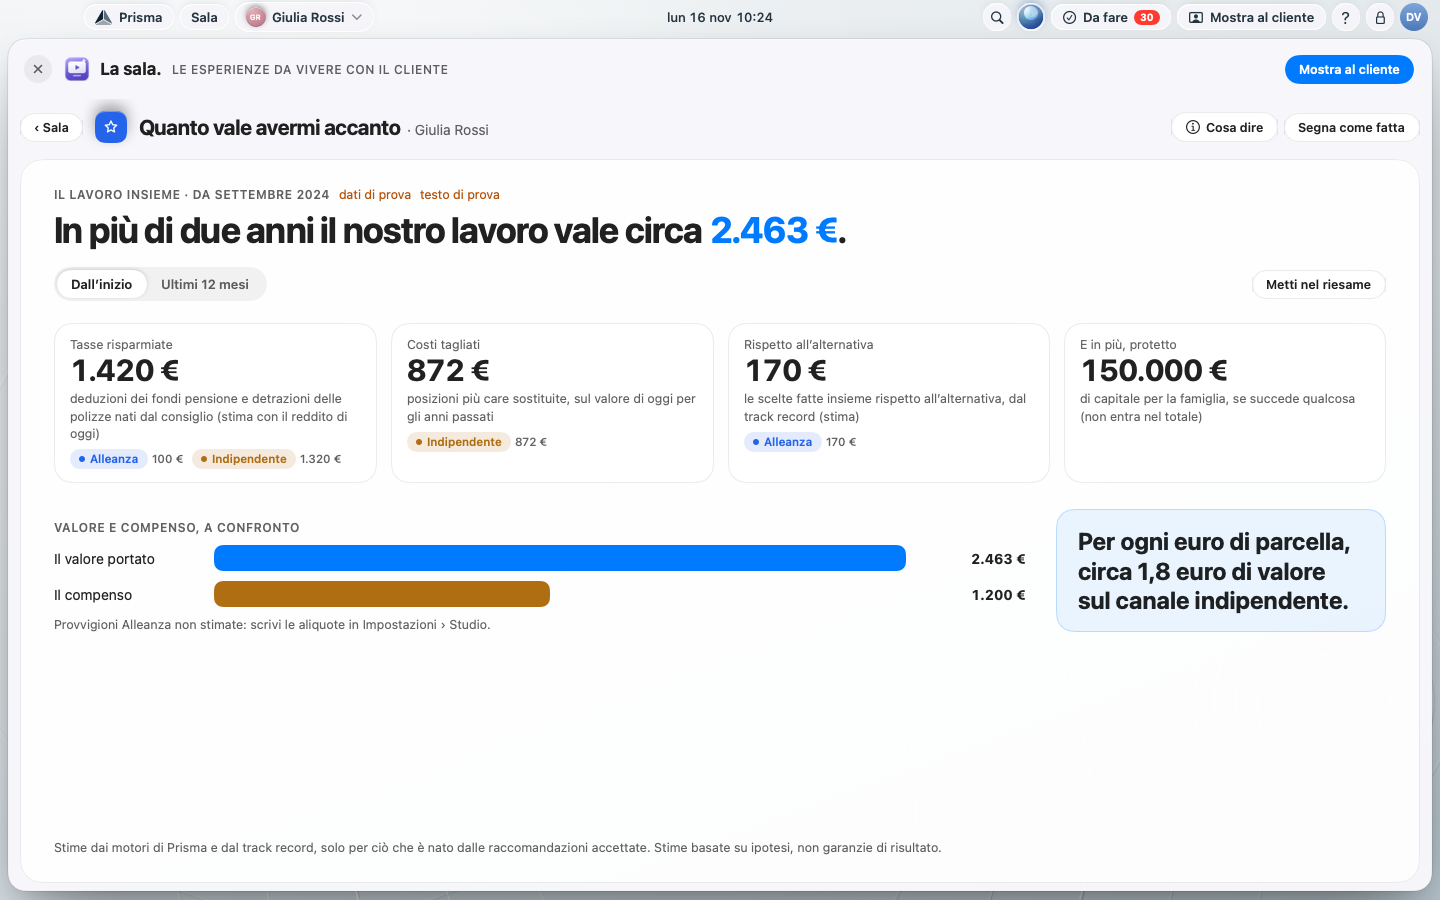 Prisma
Sala
GR Giulia Rossi
lun 16 nov 10:24
Da fare 30
Mostra al cliente
?
DV
La sala. LE ESPERIENZE DA VIVERE CON IL CLIENTE
Mostra al cliente
‹ Sala
Quanto vale avermi accanto · Giulia Rossi
Cosa dire
Segna come fatta
IL LAVORO INSIEME · DA SETTEMBRE 2024 dati di prova testo di prova
In più di due anni il nostro lavoro vale circa 2.463 €.
Dall’inizio
Ultimi 12 mesi
Metti nel riesame
Tasse risparmiate
1.420 €
deduzioni dei fondi pensione e detrazioni delle
polizze nati dal consiglio (stima con il reddito di
oggi)
Alleanza 100 € Indipendente 1.320 €
Costi tagliati
872 €
posizioni più care sostituite, sul valore di oggi per
gli anni passati
Indipendente 872 €
Rispetto all’alternativa
170 €
le scelte fatte insieme rispetto all’alternativa, dal
track record (stima)
Alleanza 170 €
E in più, protetto
150.000 €
di capitale per la famiglia, se succede qualcosa
(non entra nel totale)
VALORE E COMPENSO, A CONFRONTO
Il valore portato 2.463 €
Il compenso 1.200 €
Provvigioni Alleanza non stimate: scrivi le aliquote in Impostazioni › Studio.
Per ogni euro di parcella,
circa 1,8 euro di valore
sul canale indipendente.
Stime dai motori di Prisma e dal track record, solo per ciò che è nato dalle raccomandazioni accettate. Stime basate su ipotesi, non garanzie di risultato.